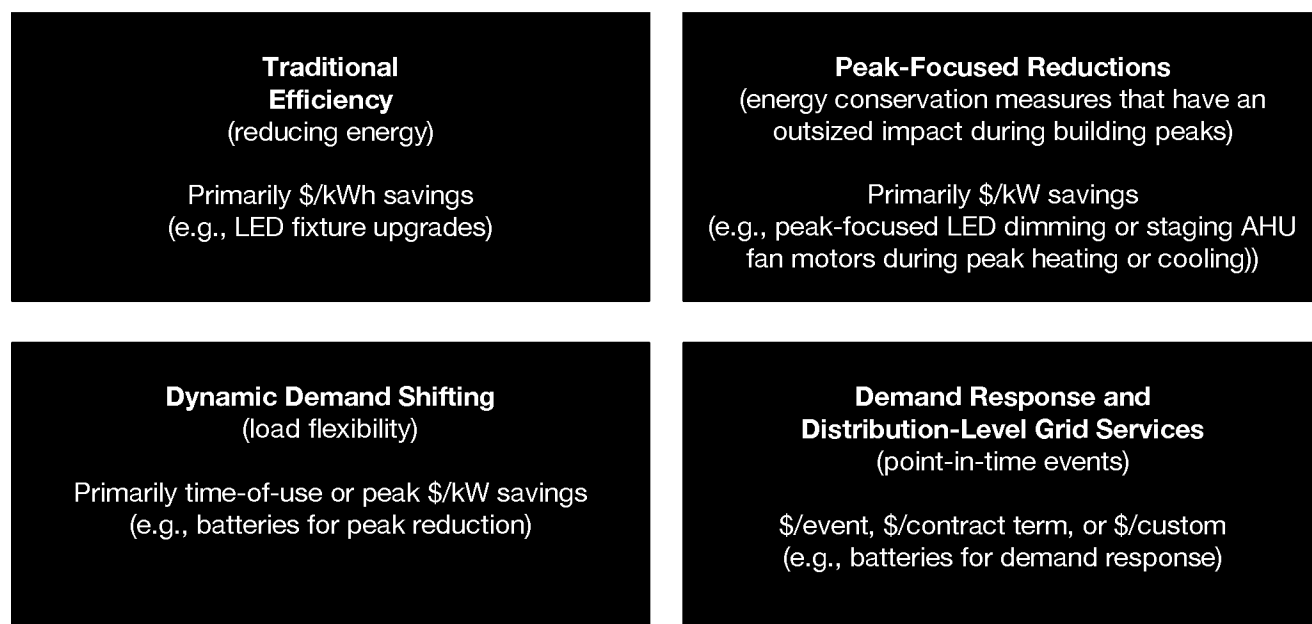 Traditional
Efficiency
(reducing energy)
Primarily $/kWh savings
(e.g., LED fixture upgrades)
Peak-Focused Reductions
(energy conservation measures that have an
outsized impact during building peaks)
Primarily $/kW savings
(e.g., peak-focused LED dimming or staging AHU
fan motors during peak heating or cooling))
Dynamic Demand Shifting
(load flexibility)
Primarily time-of-use or peak $/kW savings
(e.g., batteries for peak reduction)
Demand Response and
Distribution-Level Grid Services
(point-in-time events)
$/event, $/contract term, or $/custom
(e.g., batteries for demand response)